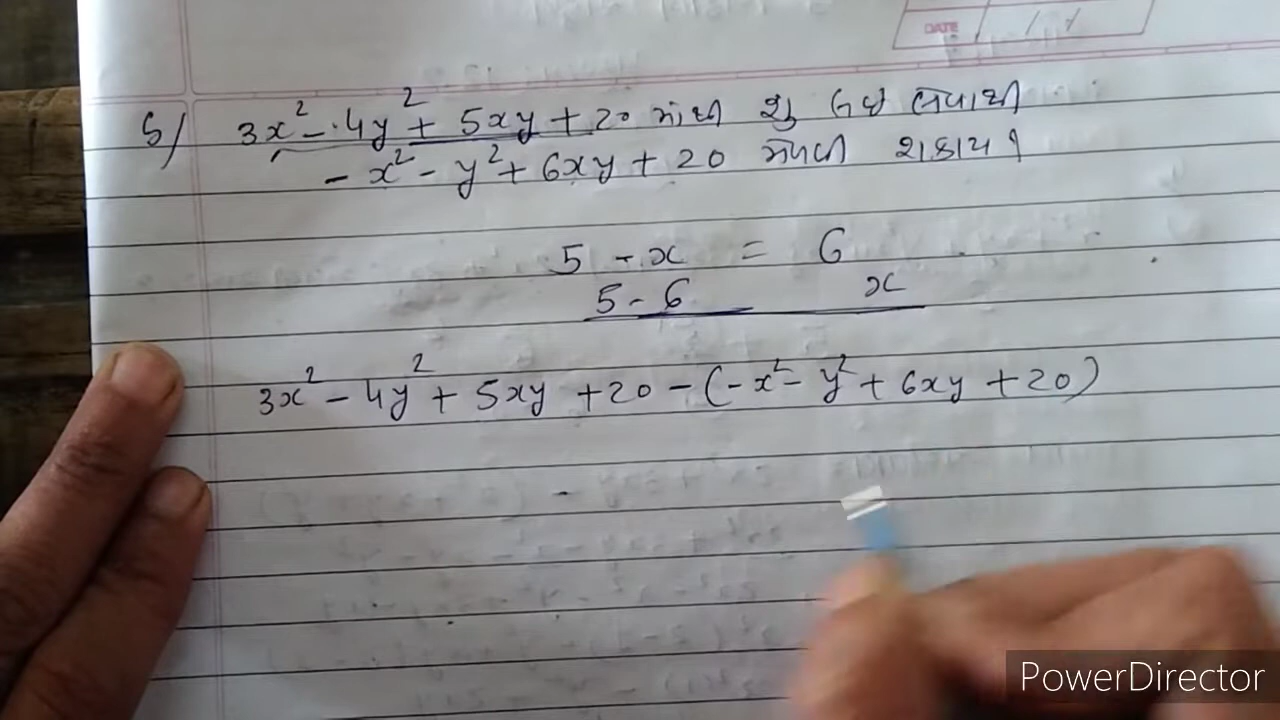 DATE
5/ 3x² - 4y² + 5xy + 20 માંથી શુ બાદ કરવાથી
- x² - y² + 6xy + 20 મેળવી શકાય?
5 - x = 6
5 - 6 x
3x² - 4y² + 5xy + 20 - (-x² - y² + 6xy + 20)
PowerDirector